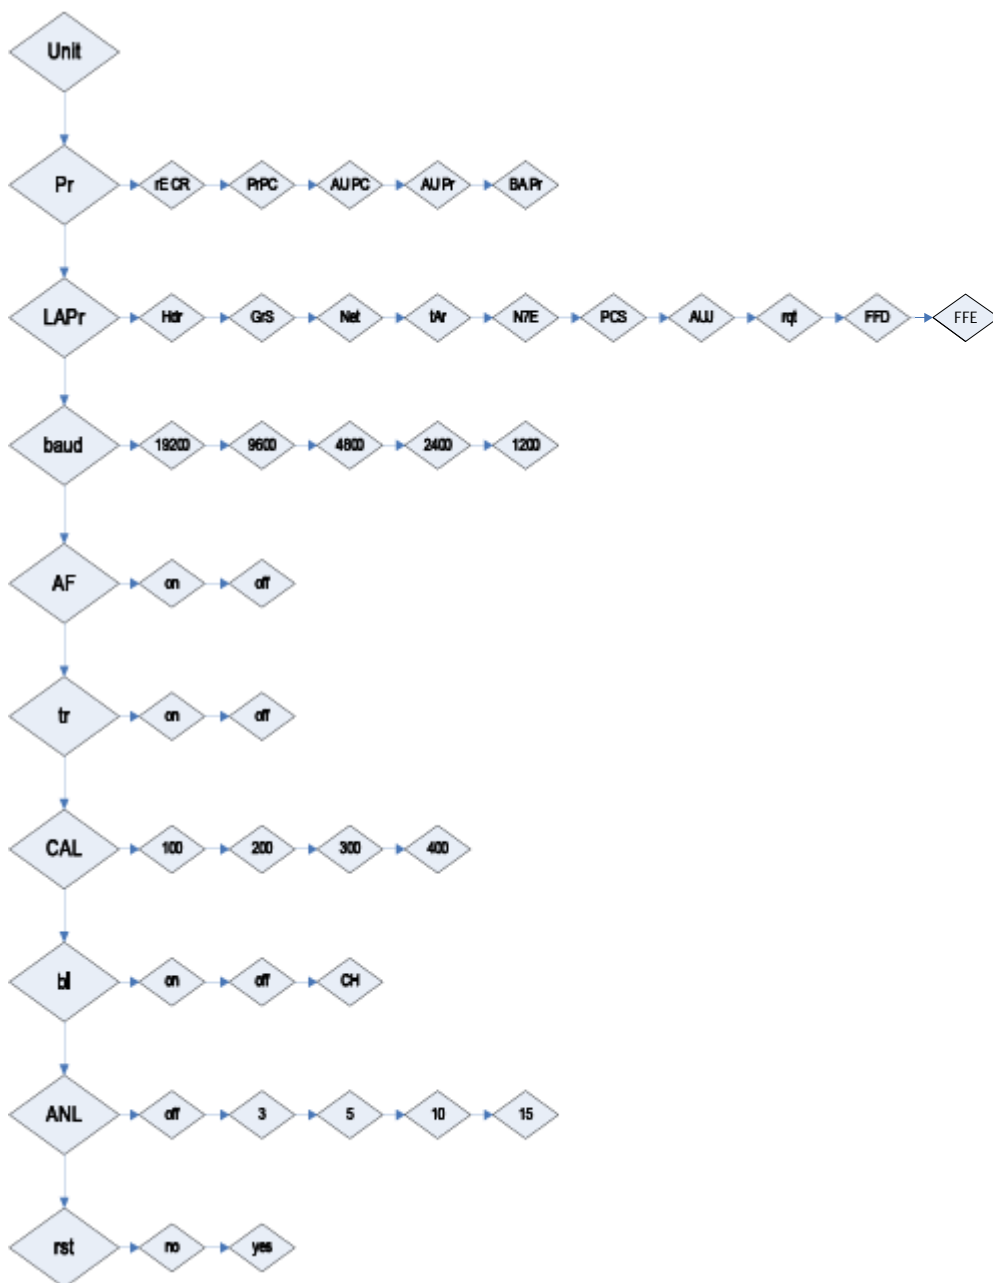 Unit
Pr rE CR PrPC AU PC AU Pr BA Pr
LAPr Hdr GrS Net tAr N7E PCS AUU rqt FFD FFE
baud 19200 9600 4800 2400 1200
AF on off
tr on off
CAL 100 200 300 400
bl on off CH
ANL off 3 5 10 15
rst no yes